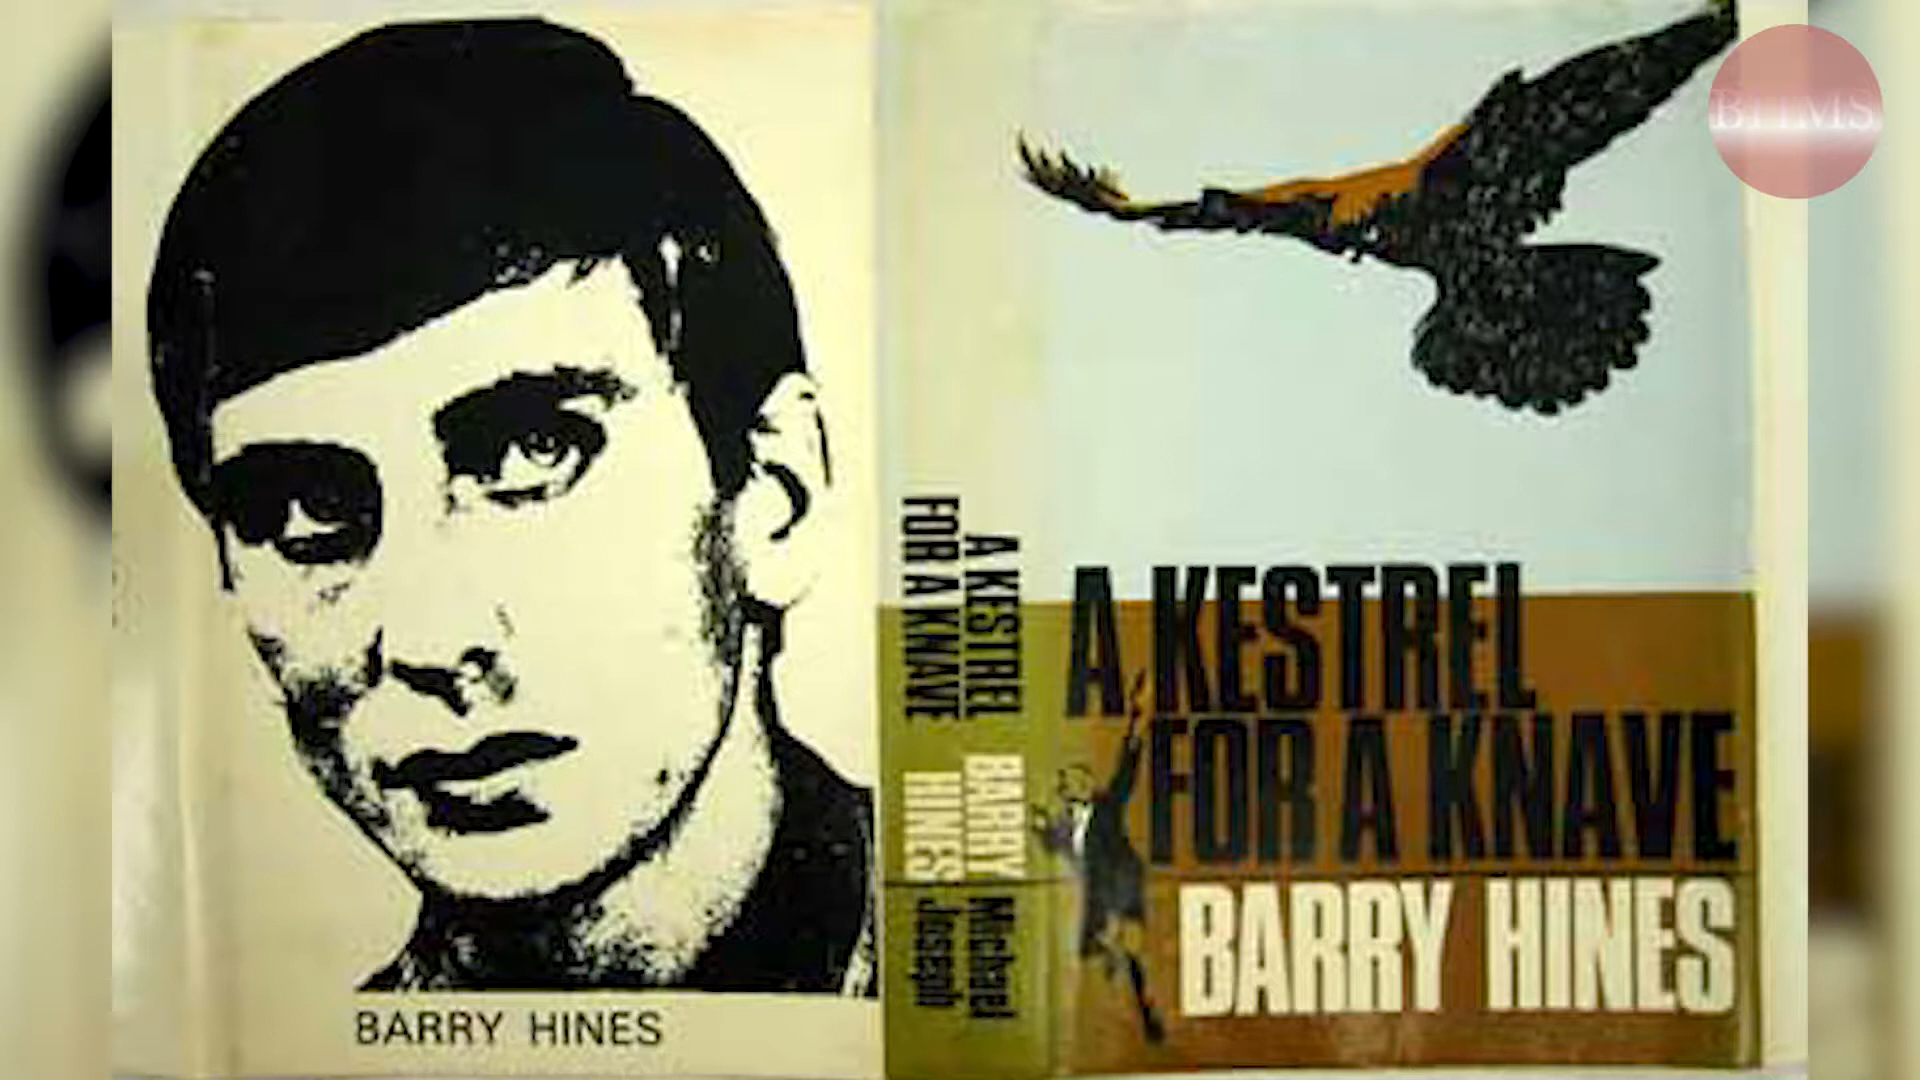 BARRY HINES
A KESTREL
FOR A KNAVE
BARRY
HINES
Michael
Joseph
A KESTREL
FOR A KNAVE
BARRY HINES